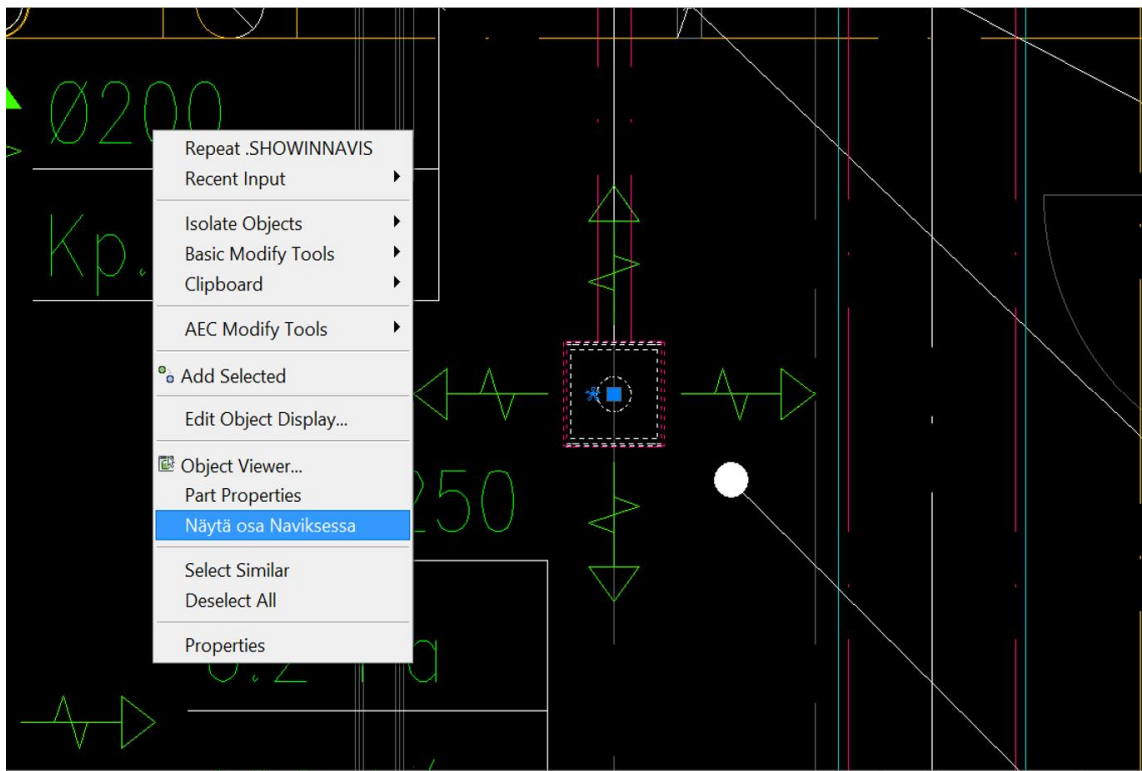 Ø200
Repeat .SHOWINNAVIS
Recent Input
Kp.
Isolate Objects
Basic Modify Tools
Clipboard
AEC Modify Tools
Add Selected
Edit Object Display...
Object Viewer...
Part Properties
250
Näytä osa Naviksessa
Select Similar
Deselect All
Properties